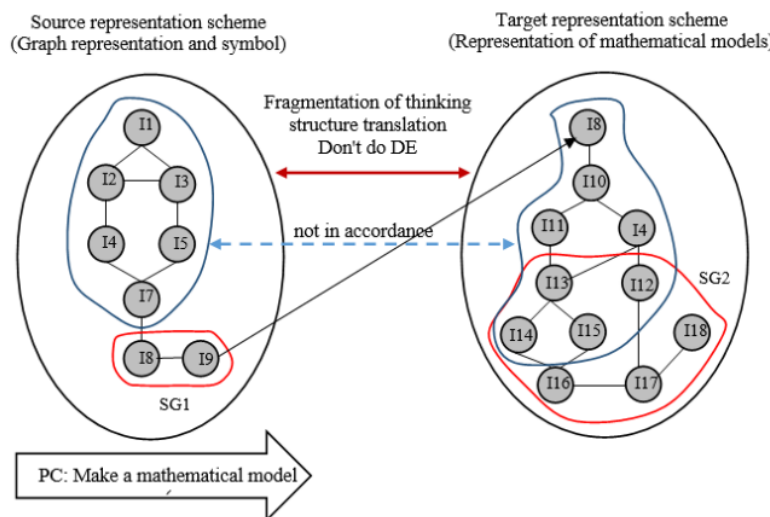 Source representation scheme
(Graph representation and symbol)
Target representation scheme
(Representation of mathematical models)
Fragmentation of thinking
structure translation
Don't do DE
not in accordance
I1
I2
I3
I4
I5
I7
I8
I9
SG1
I8
I10
I11
I4
I13
I12
SG2
I14
I15
I18
I16
I17
PC: Make a mathematical model